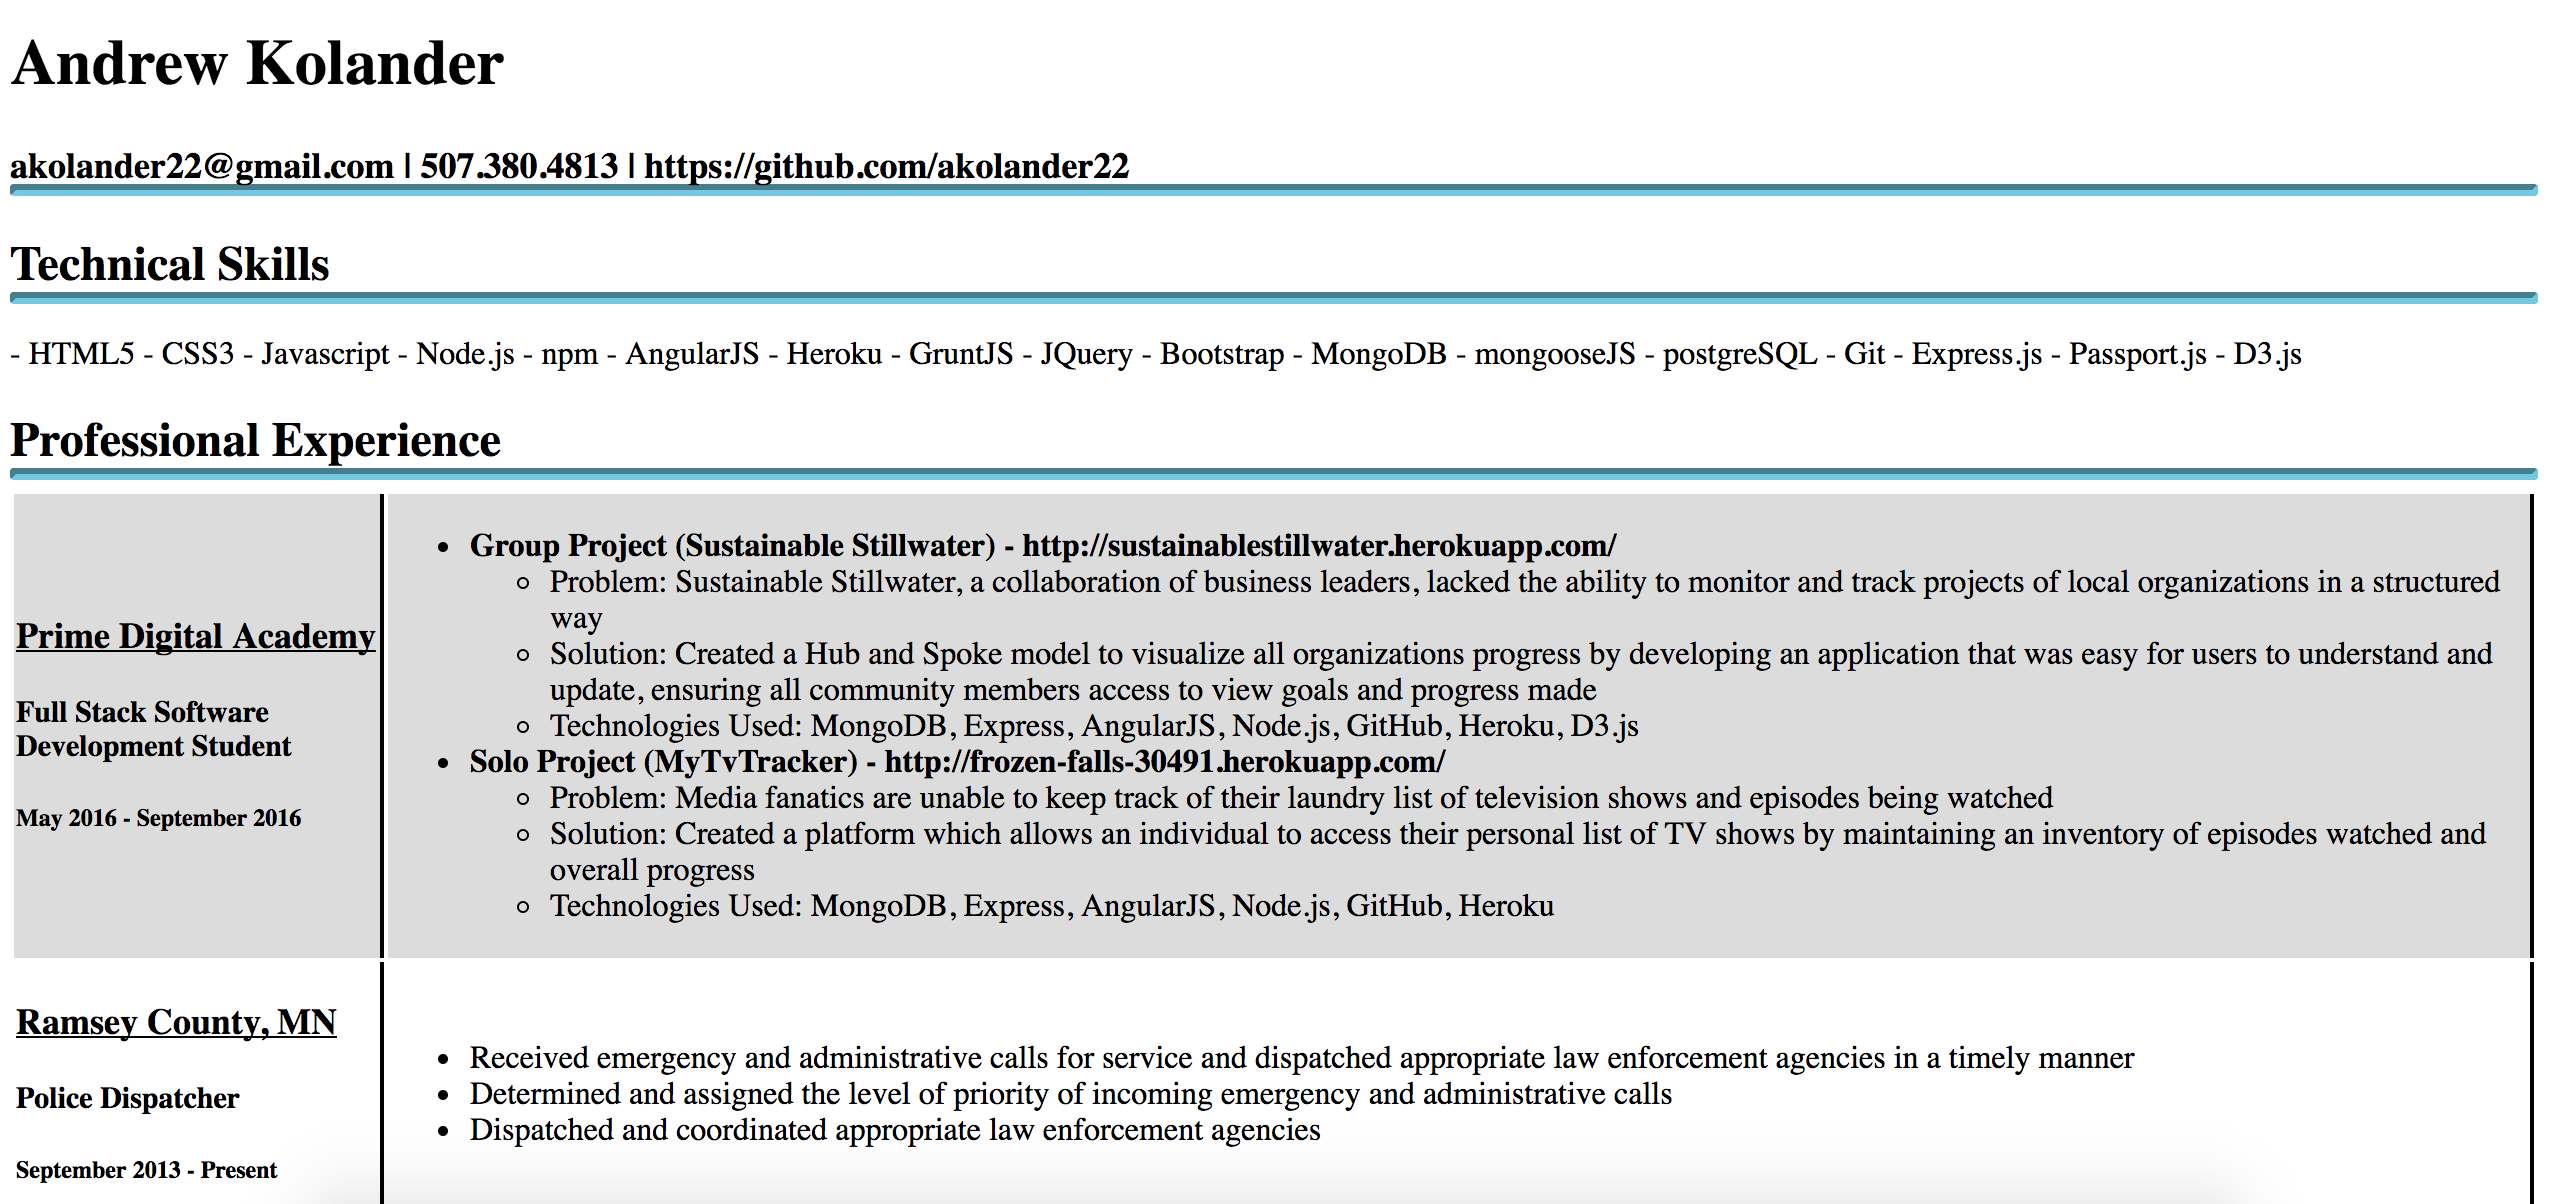 Andrew Kolander
akolander22@gmail.com | 507.380.4813 | https://github.com/akolander22
Technical Skills
- HTML5 - CSS3 - Javascript - Node.js - npm - AngularJS - Heroku - GruntJS - JQuery - Bootstrap - MongoDB - mongooseJS - postgreSQL - Git - Express.js - Passport.js - D3.js
Professional Experience
Prime Digital Academy
Full Stack Software
Development Student
May 2016 - September 2016
• Group Project (Sustainable Stillwater) - http://sustainablestillwater.herokuapp.com/
◦ Problem: Sustainable Stillwater, a collaboration of business leaders, lacked the ability to monitor and track projects of local organizations in a structured
way
◦ Solution: Created a Hub and Spoke model to visualize all organizations progress by developing an application that was easy for users to understand and
update, ensuring all community members access to view goals and progress made
◦ Technologies Used: MongoDB, Express, AngularJS, Node.js, GitHub, Heroku, D3.js
• Solo Project (MyTvTracker) - http://frozen-falls-30491.herokuapp.com/
◦ Problem: Media fanatics are unable to keep track of their laundry list of television shows and episodes being watched
◦ Solution: Created a platform which allows an individual to access their personal list of TV shows by maintaining an inventory of episodes watched and
overall progress
◦ Technologies Used: MongoDB, Express, AngularJS, Node.js, GitHub, Heroku
Ramsey County, MN
Police Dispatcher
September 2013 - Present
• Received emergency and administrative calls for service and dispatched appropriate law enforcement agencies in a timely manner
• Determined and assigned the level of priority of incoming emergency and administrative calls
• Dispatched and coordinated appropriate law enforcement agencies